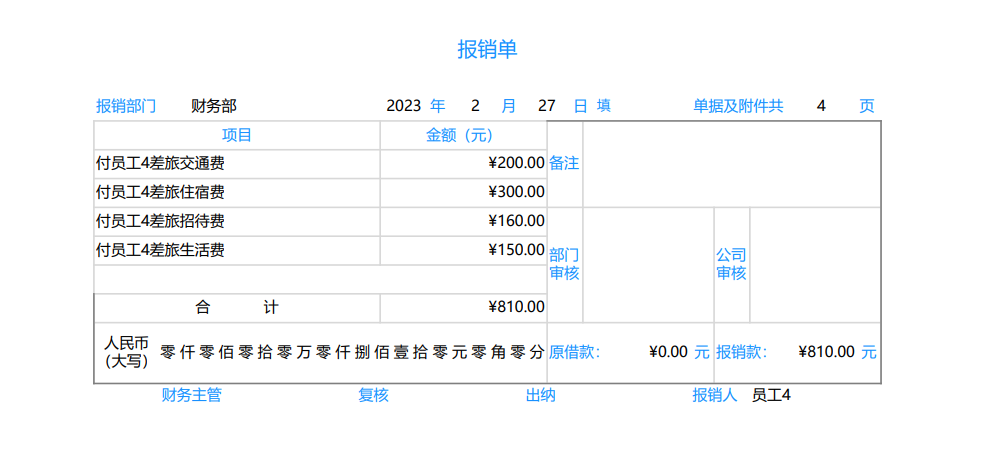 报销单
报销部门 财务部 2023 年 2 月 27 日 填 单据及附件共 4 页
项目 金额（元） 备注
付员工4差旅交通费 ¥200.00
付员工4差旅住宿费 ¥300.00
付员工4差旅招待费 ¥160.00
付员工4差旅生活费 ¥150.00
部门审核 公司审核
合 计 ¥810.00
人民币（大写） 零仟零佰零拾零万零仟捌佰壹拾零元零角零分 原借款： ¥0.00 元 报销款： ¥810.00 元
财务主管 复核 出纳 报销人 员工4